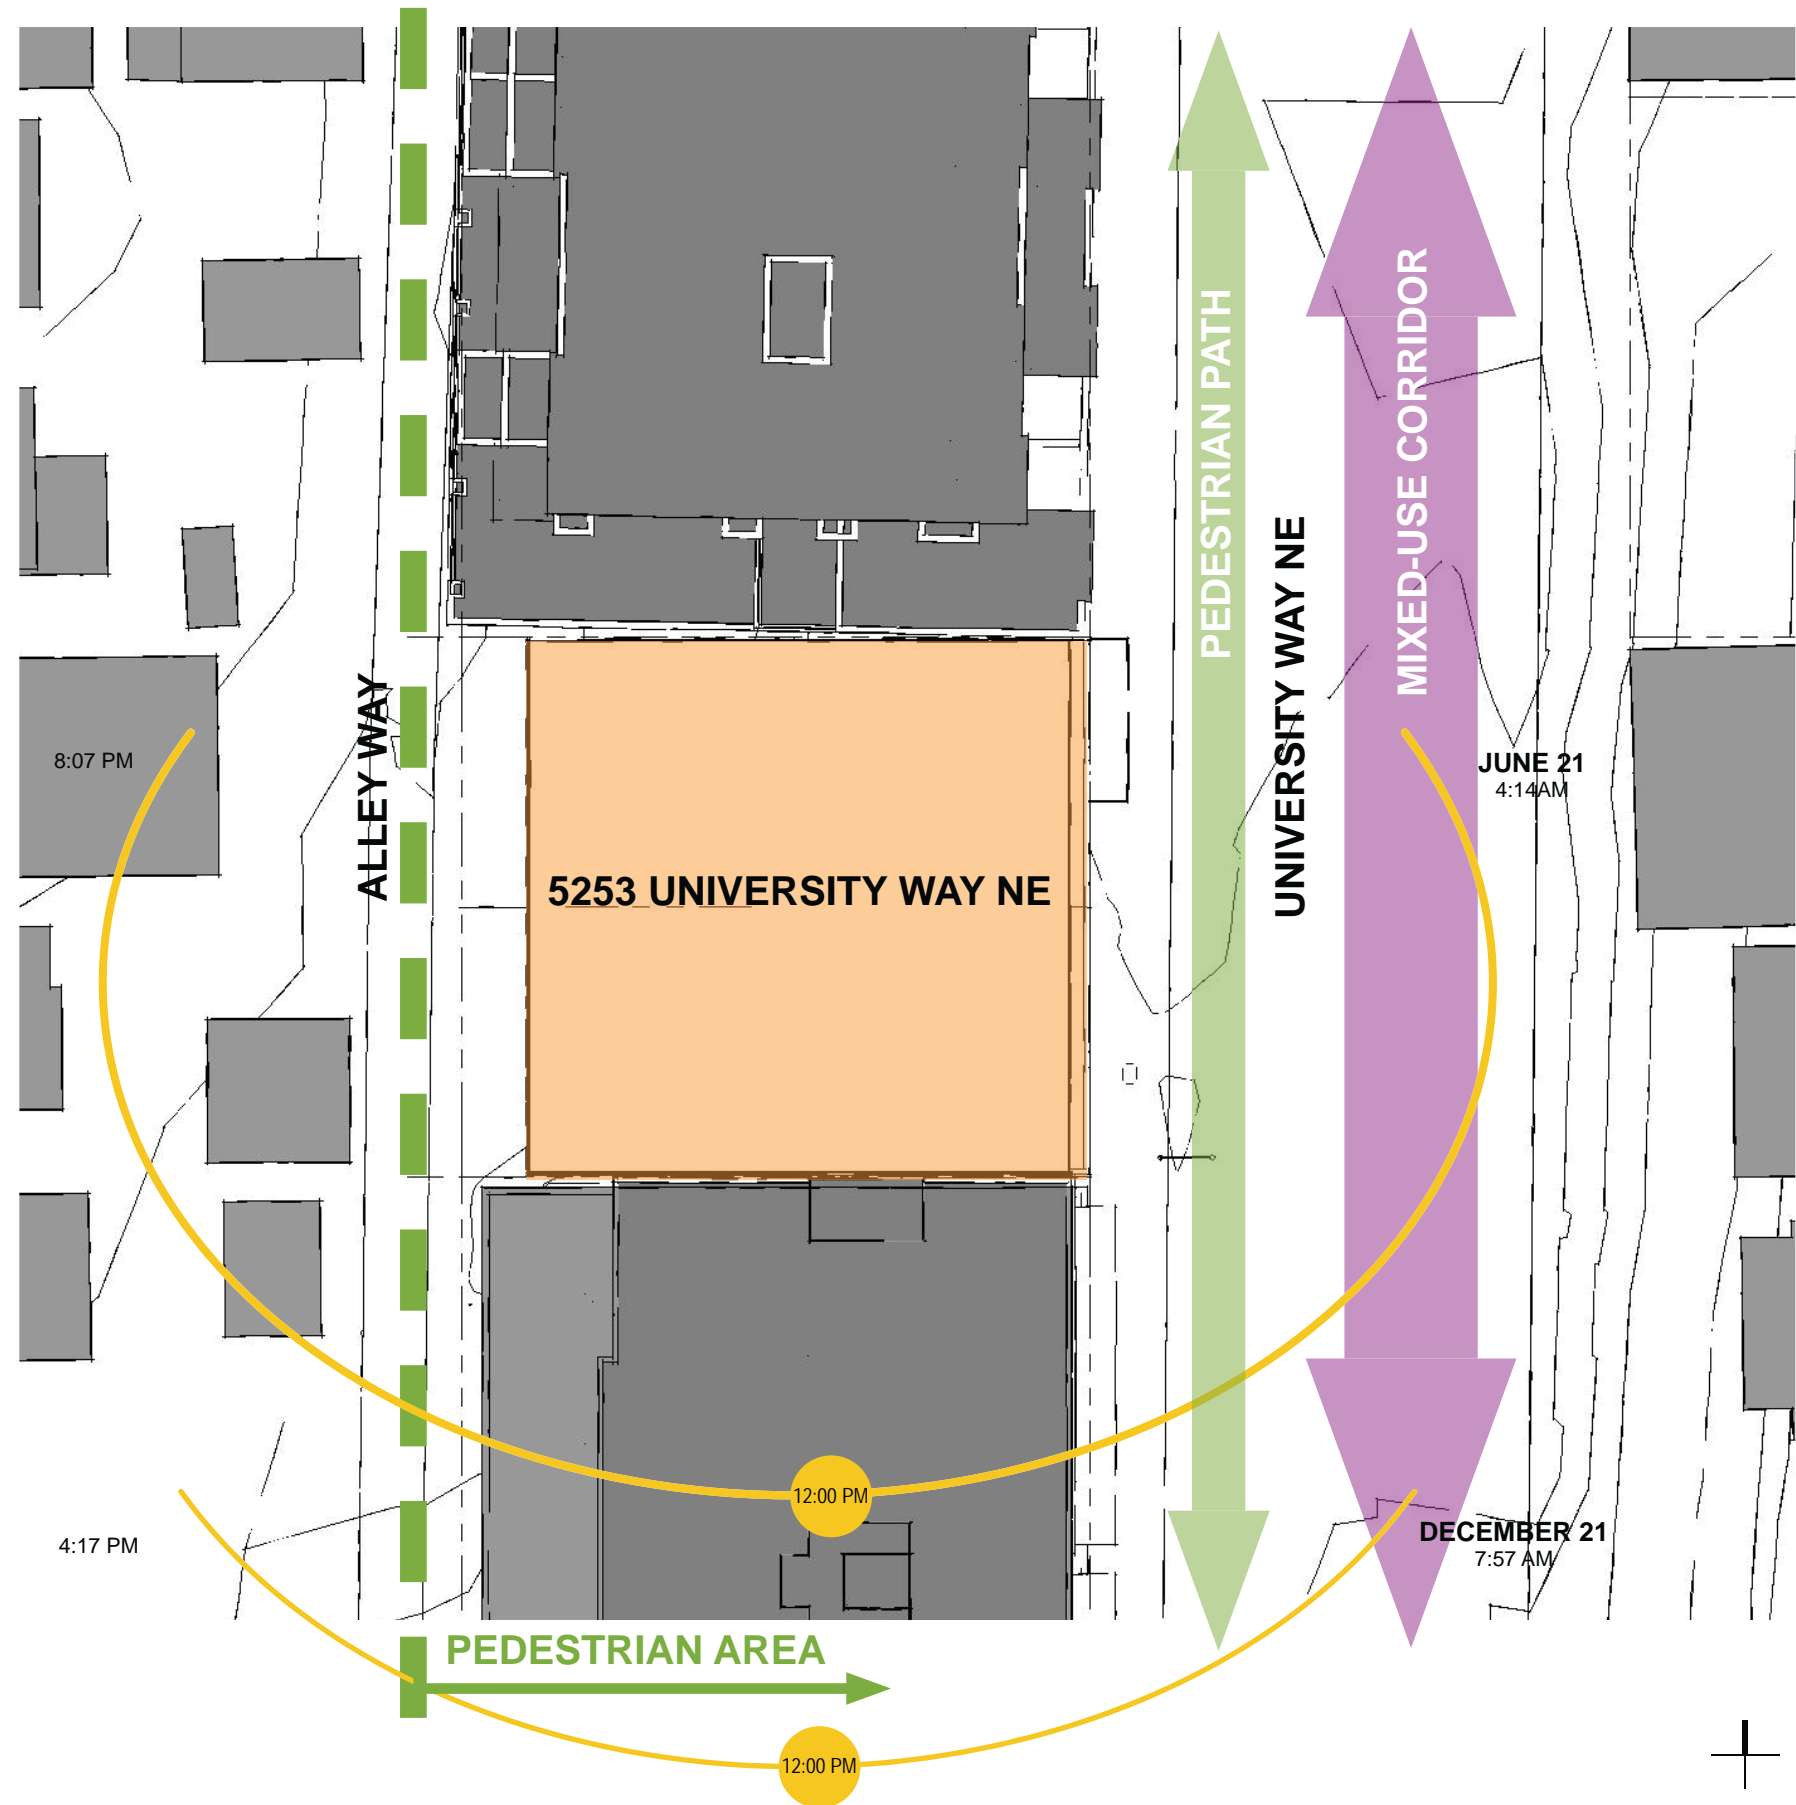 PEDESTRIAN PATH
MIXED-USE CORRIDOR
UNIVERSITY WAY NE
ALLEY WAY
8:07 PM
JUNE 21
4:14AM
5253 UNIVERSITY WAY NE
12:00 PM
4:17 PM
DECEMBER 21
7:57 AM
PEDESTRIAN AREA
12:00 PM